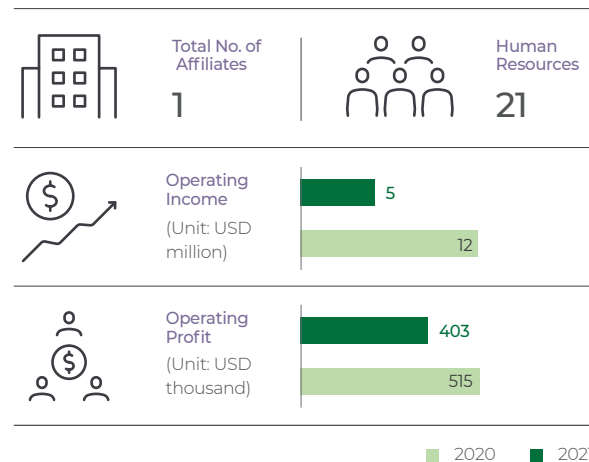 Total No. of
Affiliates
1
Human
Resources
21
Operating
Income
(Unit: USD
million)
5
12
Operating
Profit
(Unit: USD
thousand)
403
515
2020
2021